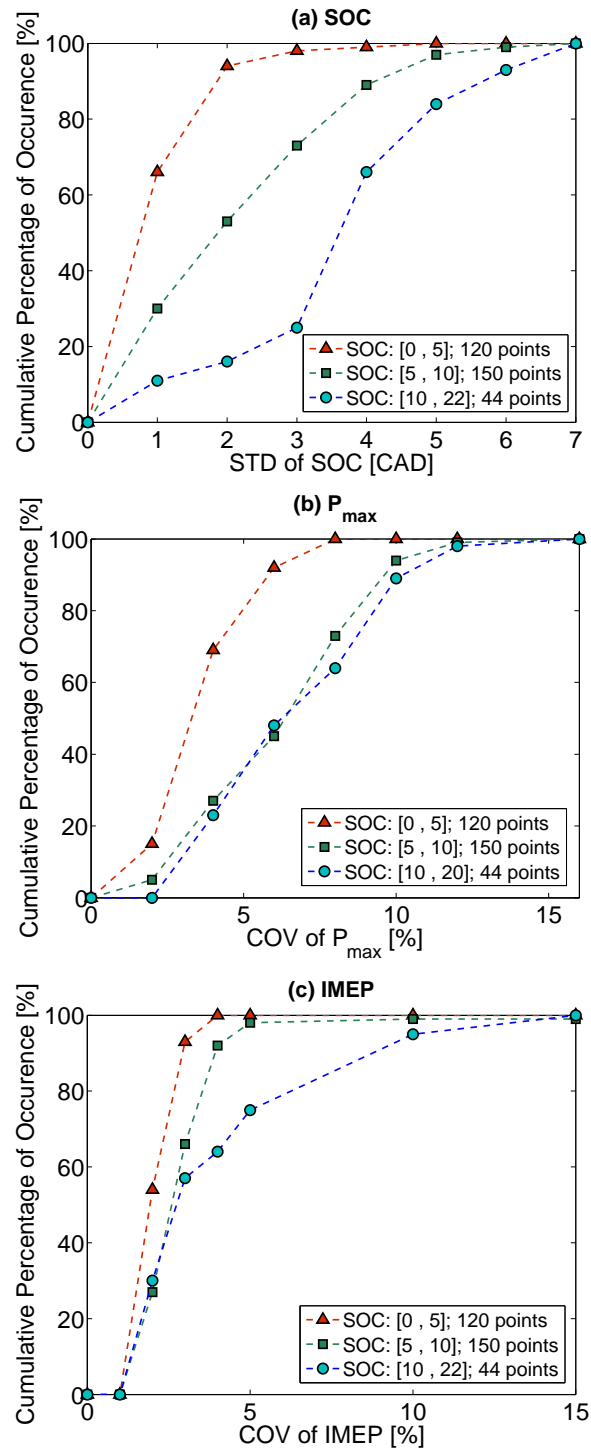 (a) SOC
Cumulative Percentage of Occurence [%]
100
80
60
40
20
0
0 1 2 3 4 5 6 7
STD of SOC [CAD]
SOC: [0 , 5]; 120 points
SOC: [5 , 10]; 150 points
SOC: [10 , 22]; 44 points
(b) P_max
Cumulative Percentage of Occurence [%]
100
80
60
40
20
0
0 5 10 15
COV of P_max [%]
SOC: [0 , 5]; 120 points
SOC: [5 , 10]; 150 points
SOC: [10 , 20]; 44 points
(c) IMEP
Cumulative Percentage of Occurence [%]
100
80
60
40
20
0
0 5 10 15
COV of IMEP [%]
SOC: [0 , 5]; 120 points
SOC: [5 , 10]; 150 points
SOC: [10 , 22]; 44 points